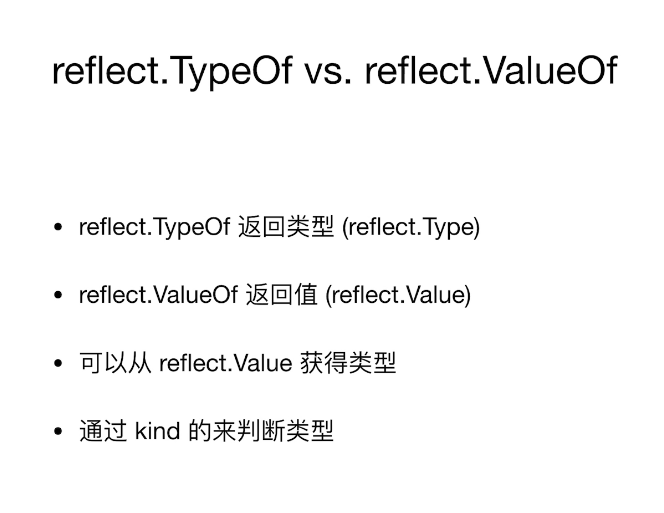 reflect.TypeOf vs. reflect.ValueOf
• reflect.TypeOf 返回类型 (reflect.Type)
• reflect.ValueOf 返回值 (reflect.Value)
• 可以从 reflect.Value 获得类型
• 通过 kind 的来判断类型